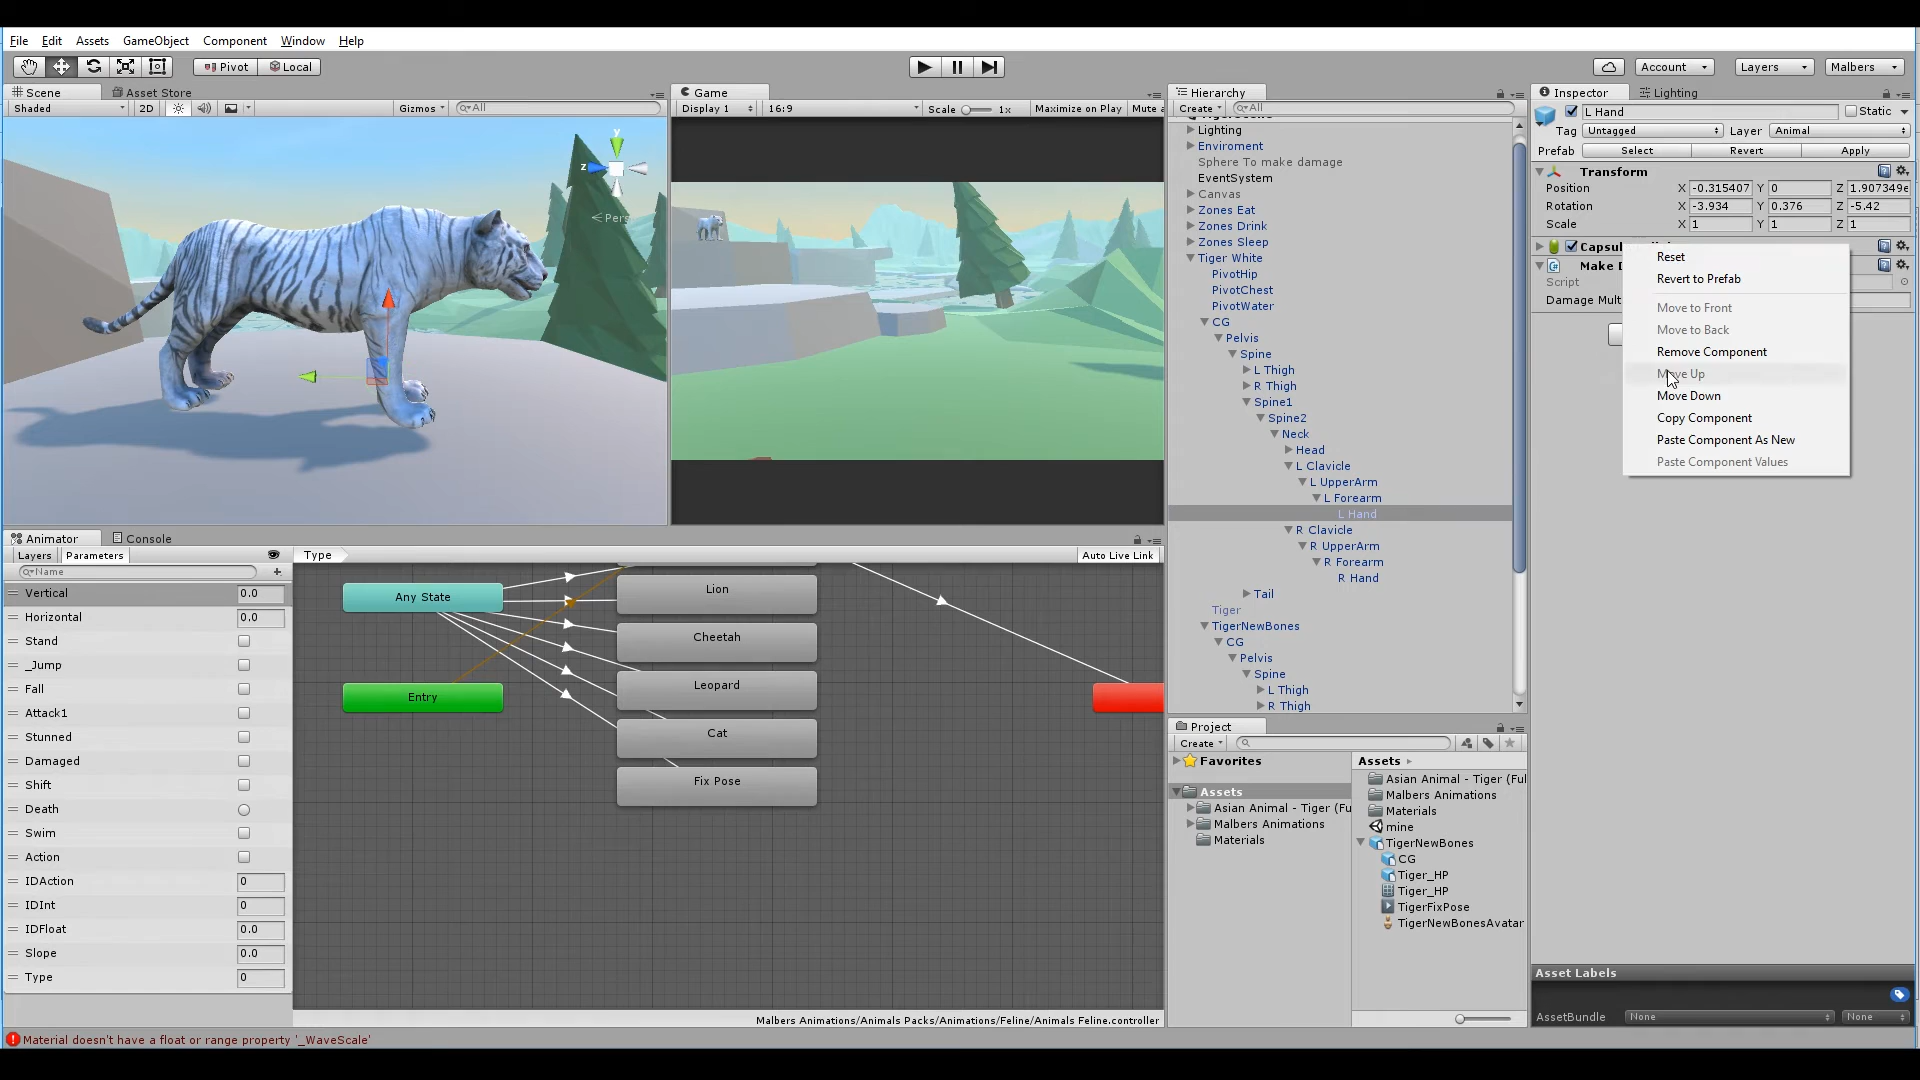 File Edit Assets GameObject Component Window Help
Pivot Local
Account Layers Malbers
Scene Asset Store
Shaded 2D Gizmos All
y
z
Pers
Game
Display 1 16:9 Scale 1x Maximize on Play Mute
Hierarchy
Create All
Lighting
Enviroment
Sphere To make damage
EventSystem
Canvas
Zones Eat
Zones Drink
Zones Sleep
Tiger White
PivotHip
PivotChest
PivotWater
CG
Pelvis
Spine
L Thigh
R Thigh
Spine1
Spine2
Neck
Head
L Clavicle
L UpperArm
L Forearm
L Hand
R Clavicle
R UpperArm
R Forearm
R Hand
Tail
Tiger
TigerNewBones
CG
Pelvis
Spine
L Thigh
R Thigh
Inspector Lighting
L Hand Static
Tag Untagged Layer Animal
Prefab Select Revert Apply
Transform
Position X -0.315407 Y 0 Z 1.907349e
Rotation X -3.934 Y 0.376 Z -5.42
Scale X 1 Y 1 Z 1
Script
Reset
Revert to Prefab
Move to Front
Move to Back
Remove Component
Move Up
Move Down
Copy Component
Paste Component As New
Paste Component Values
Animator Console
Layers Parameters
Name
Vertical 0.0
Horizontal 0.0
Stand
_Jump
Fall
Attack1
Stunned
Damaged
Shift
Death
Swim
Action
IDAction 0
IDInt 0
IDFloat 0.0
Slope 0.0
Type 0
Type Auto Live Link
Any State
Entry
Lion
Cheetah
Leopard
Cat
Fix Pose
Malbers Animations/Animals Packs/Animations/Feline/Animals Feline.controller
Project
Create
Favorites
Assets
Asian Animal - Tiger (Fu
Malbers Animations
Materials
Assets
Asian Animal - Tiger (Ful
Malbers Animations
Materials
mine
TigerNewBones
CG
Tiger_HP
Tiger_HP
TigerFixPose
TigerNewBonesAvatar
Asset Labels
AssetBundle None None
Material doesn't have a float or range property '_WaveScale'